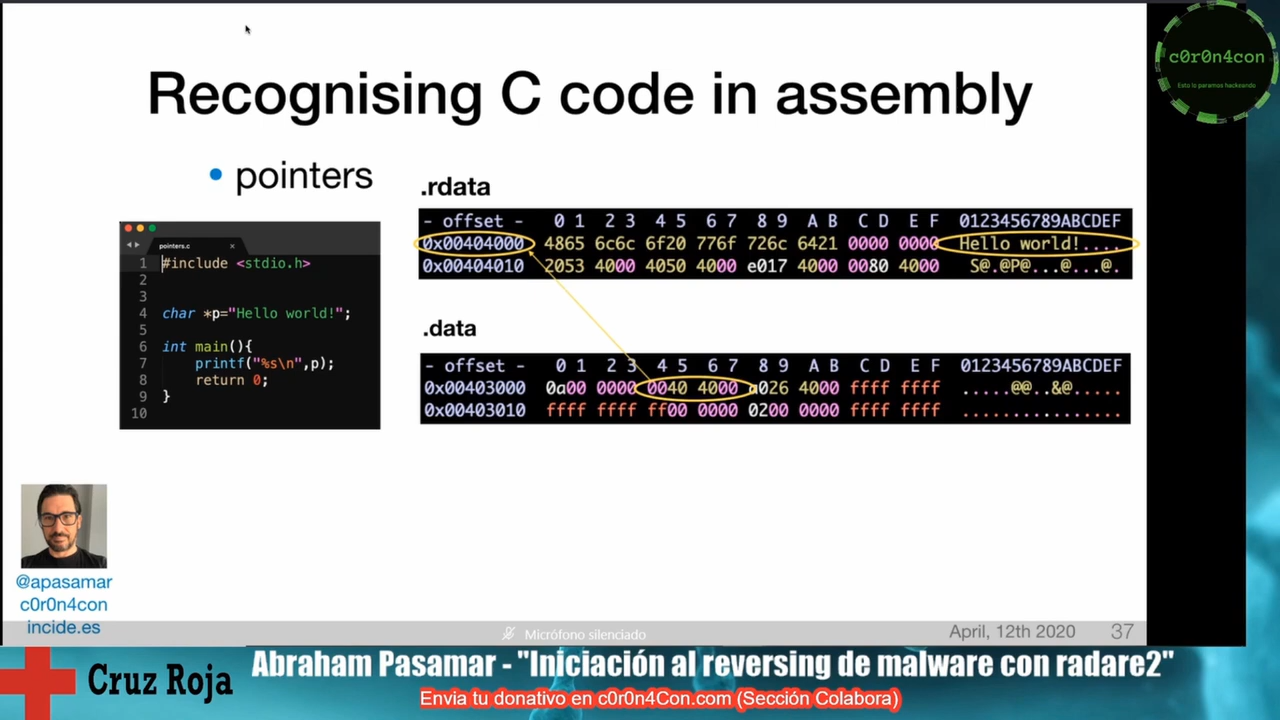 c0r0n4con
Esto lo paramos hackeando
Recognising C code in assembly
• pointers
pointers.c
1 #include <stdio.h>
2
3
4 char *p="Hello world!";
5
6 int main(){
7 printf("%s\n",p);
8 return 0;
9 }
10
.rdata
- offset - 0 1 2 3 4 5 6 7 8 9 A B C D E F 0123456789ABCDEF
0x00404000 4865 6c6c 6f20 776f 726c 6421 0000 0000 Hello world!....
0x00404010 2053 4000 4050 4000 e017 4000 0080 4000 S@.@P@...@...@.
.data
- offset - 0 1 2 3 4 5 6 7 8 9 A B C D E F 0123456789ABCDEF
0x00403000 0a00 0000 0040 4000 a026 4000 ffff ffff .....@@..&@.....
0x00403010 ffff ffff ff00 0000 0200 0000 ffff ffff ................
@apasamar
c0r0n4con
incide.es
Micrófono silenciado
April, 12th 2020 37
Cruz Roja
Abraham Pasamar - "Iniciación al reversing de malware con radare2"
Envia tu donativo en c0r0n4Con.com (Sección Colabora)